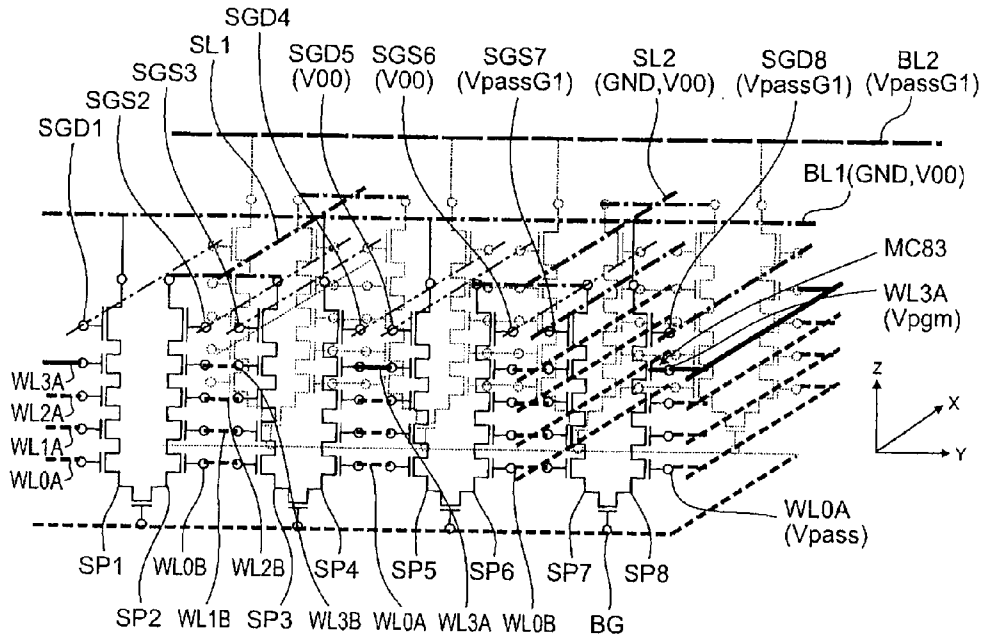 SGD4
SL1
SGS3
SGS2
SGD1
SGD5
(V00)
SGS6
(V00)
SGS7
(VpassG1)
SL2
(GND,V00)
SGD8
(VpassG1)
BL2
(VpassG1)
BL1(GND,V00)
MC83
WL3A
(Vpgm)
WL3A
WL2A
WL1A
WL0A
Z
X
Y
WL0A
(Vpass)
SP1
WL0B
WL2B
SP4
SP5
SP6
SP7
SP8
SP2
WL1B
SP3
WL3B
WL0A
WL3A
WL0B
BG